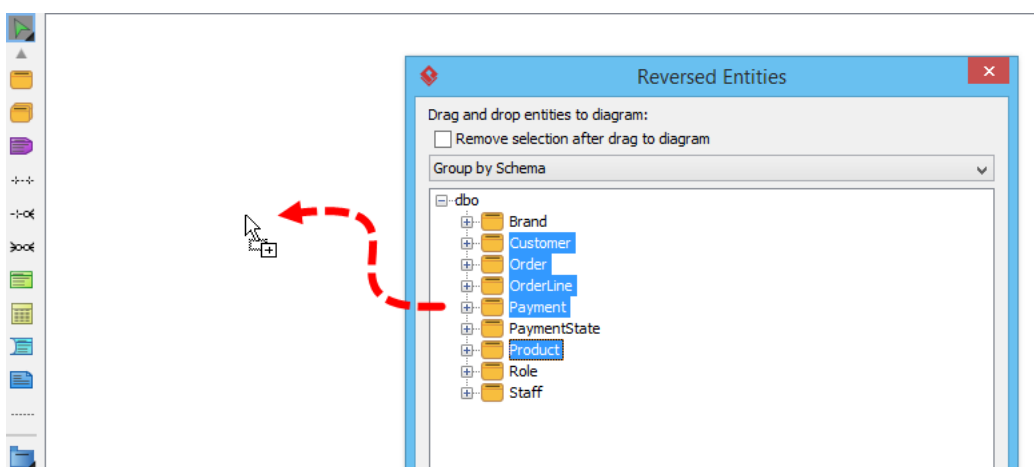 Reversed Entities
Drag and drop entities to diagram:
Remove selection after drag to diagram
Group by Schema
dbo
Brand
Customer
Order
OrderLine
Payment
PaymentState
Product
Role
Staff